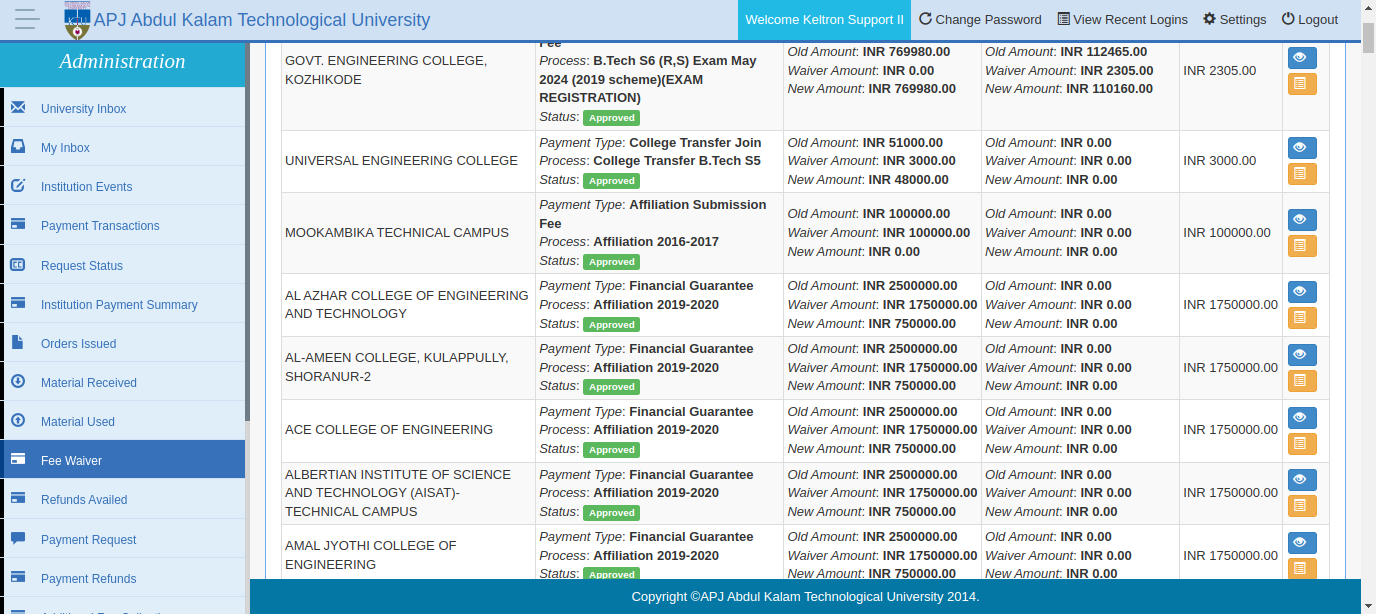 APJ Abdul Kalam Technological University
Welcome Keltron Support II
Change Password
View Recent Logins
Settings
Logout
Administration
University Inbox
My Inbox
Institution Events
Payment Transactions
Request Status
Institution Payment Summary
Orders Issued
Material Received
Material Used
Fee Waiver
Refunds Availed
Payment Request
Payment Refunds
GOVT. ENGINEERING COLLEGE,
KOZHIKODE
Fee
Process: B.Tech S6 (R,S) Exam May
2024 (2019 scheme)(EXAM
REGISTRATION)
Status: Approved
Old Amount: INR 769980.00
Waiver Amount: INR 0.00
New Amount: INR 769980.00
Old Amount: INR 112465.00
Waiver Amount: INR 2305.00
New Amount: INR 110160.00
INR 2305.00
UNIVERSAL ENGINEERING COLLEGE
Payment Type: College Transfer Join
Process: College Transfer B.Tech S5
Status: Approved
Old Amount: INR 51000.00
Waiver Amount: INR 3000.00
New Amount: INR 48000.00
Old Amount: INR 0.00
Waiver Amount: INR 0.00
New Amount: INR 0.00
INR 3000.00
MOOKAMBIKA TECHNICAL CAMPUS
Payment Type: Affiliation Submission
Fee
Process: Affiliation 2016-2017
Status: Approved
Old Amount: INR 100000.00
Waiver Amount: INR 100000.00
New Amount: INR 0.00
Old Amount: INR 0.00
Waiver Amount: INR 0.00
New Amount: INR 0.00
INR 100000.00
AL AZHAR COLLEGE OF ENGINEERING
AND TECHNOLOGY
Payment Type: Financial Guarantee
Process: Affiliation 2019-2020
Status: Approved
Old Amount: INR 2500000.00
Waiver Amount: INR 1750000.00
New Amount: INR 750000.00
Old Amount: INR 0.00
Waiver Amount: INR 0.00
New Amount: INR 0.00
INR 1750000.00
AL-AMEEN COLLEGE, KULAPPULLY,
SHORANUR-2
Payment Type: Financial Guarantee
Process: Affiliation 2019-2020
Status: Approved
Old Amount: INR 2500000.00
Waiver Amount: INR 1750000.00
New Amount: INR 750000.00
Old Amount: INR 0.00
Waiver Amount: INR 0.00
New Amount: INR 0.00
INR 1750000.00
ACE COLLEGE OF ENGINEERING
Payment Type: Financial Guarantee
Process: Affiliation 2019-2020
Status: Approved
Old Amount: INR 2500000.00
Waiver Amount: INR 1750000.00
New Amount: INR 750000.00
Old Amount: INR 0.00
Waiver Amount: INR 0.00
New Amount: INR 0.00
INR 1750000.00
ALBERTIAN INSTITUTE OF SCIENCE
AND TECHNOLOGY (AISAT)-
TECHNICAL CAMPUS
Payment Type: Financial Guarantee
Process: Affiliation 2019-2020
Status: Approved
Old Amount: INR 2500000.00
Waiver Amount: INR 1750000.00
New Amount: INR 750000.00
Old Amount: INR 0.00
Waiver Amount: INR 0.00
New Amount: INR 0.00
INR 1750000.00
AMAL JYOTHI COLLEGE OF
ENGINEERING
Payment Type: Financial Guarantee
Process: Affiliation 2019-2020
Status: Approved
Old Amount: INR 2500000.00
Waiver Amount: INR 1750000.00
New Amount: INR 750000.00
Old Amount: INR 0.00
Waiver Amount: INR 0.00
New Amount: INR 0.00
INR 1750000.00
Copyright ©APJ Abdul Kalam Technological University 2014.